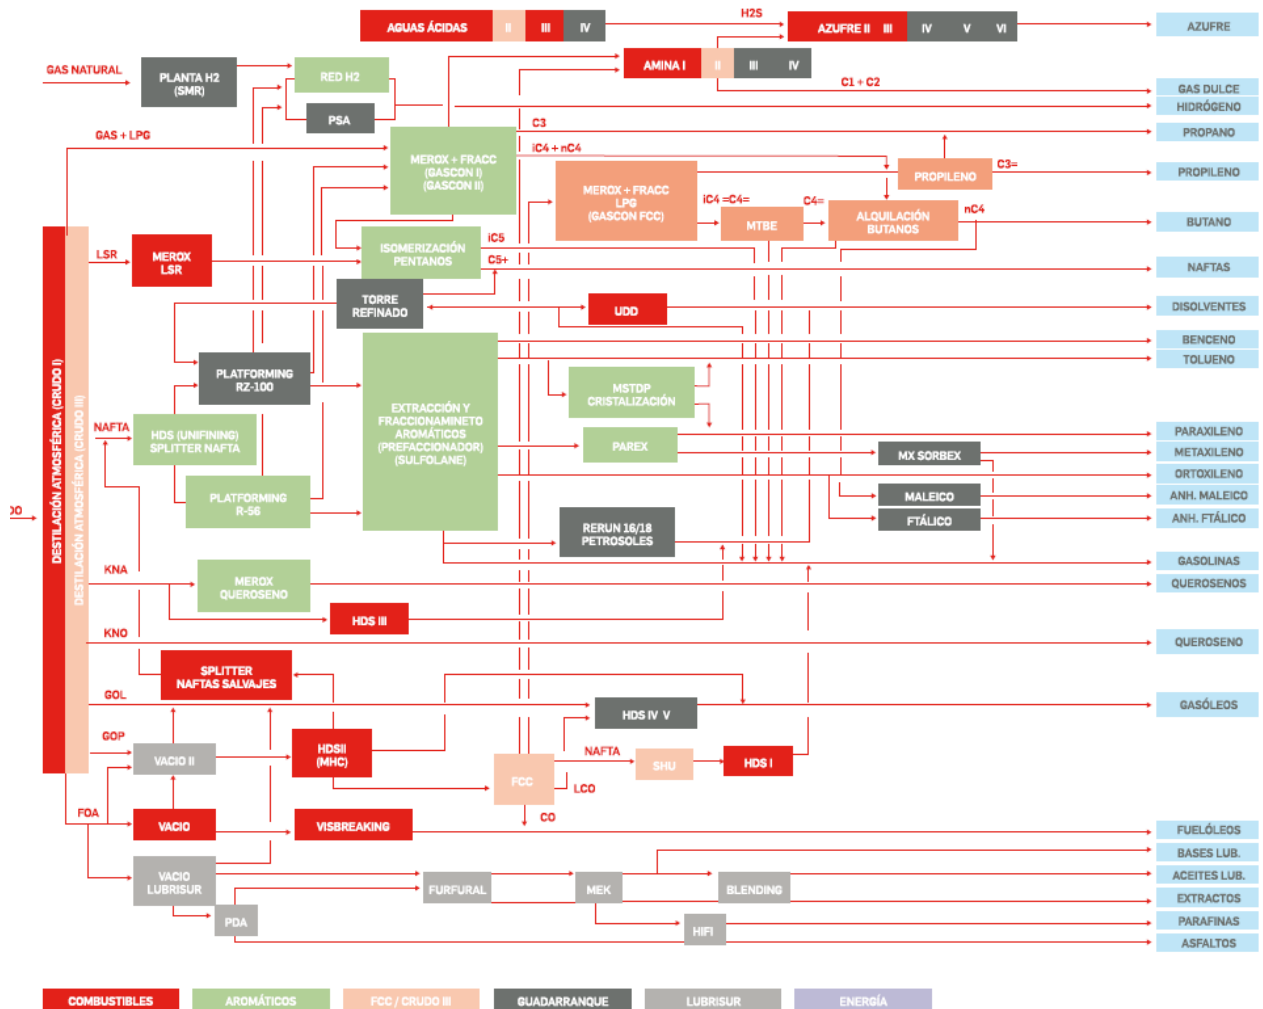 AGUAS ÁCIDAS II III IV
H2S
AZUFRE II III IV V VI
AZUFRE
GAS NATURAL
PLANTA H2
(SMR)
RED H2
PSA
AMINA I II III IV
C1 + C2
GAS DULCE
HIDRÓGENO
GAS + LPG
MEROX + FRACC
(GASCON I)
(GASCON II)
C3
PROPANO
iC4 + nC4
MEROX + FRACC
LPG
(GASCON FCC)
PROPILENO
C3=
PROPILENO
iC4 =C4=
MTBE
C4=
ALQUILACIÓN
BUTANOS
nC4
BUTANO
LSR
MEROX
LSR
ISOMERIZACIÓN
PENTANOS
iC5
C5+
NAFTAS
TORRE
REFINADO
UDD
DISOLVENTES
BENCENO
TOLUENO
PLATFORMING
RZ-100
MSTDP
CRISTALIZACIÓN
EXTRACCIÓN Y
FRACCIONAMINETO
AROMÁTICOS
(PREFACCIONADOR)
(SULFOLANE)
DESTILACIÓN ATMOSFÉRICA (CRUDO I)
DESTILACIÓN ATMOSFÉRICA (CRUDO III)
NAFTA
HDS (UNIFINING)
SPLITTER NAFTA
PAREX
PARAXILENO
MX SORBEX
METAXILENO
ORTOXILENO
PLATFORMING
R-56
MALEICO
ANH. MALEICO
FTÁLICO
ANH. FTÁLICO
DO
RERUN 16/18
PETROSOLES
GASOLINAS
KNA
MEROX
QUEROSENO
QUEROSENOS
HDS III
KNO
QUEROSENO
SPLITTER
NAFTAS SALVAJES
GOL
HDS IV V
GASÓLEOS
GOP
VACIO II
HDSII
(MHC)
FCC
NAFTA
SHU
HDS I
LCO
CO
FOA
VACIO
VISBREAKING
FUELÓLEOS
BASES LUB.
VACIO
LUBRISUR
FURFURAL
MEK
BLENDING
ACEITES LUB.
EXTRACTOS
PDA
HIFI
PARAFINAS
ASFALTOS
COMBUSTIBLES
AROMÁTICOS
FCC / CRUDO III
GUADARRANQUE
LUBRISUR
ENERGÍA